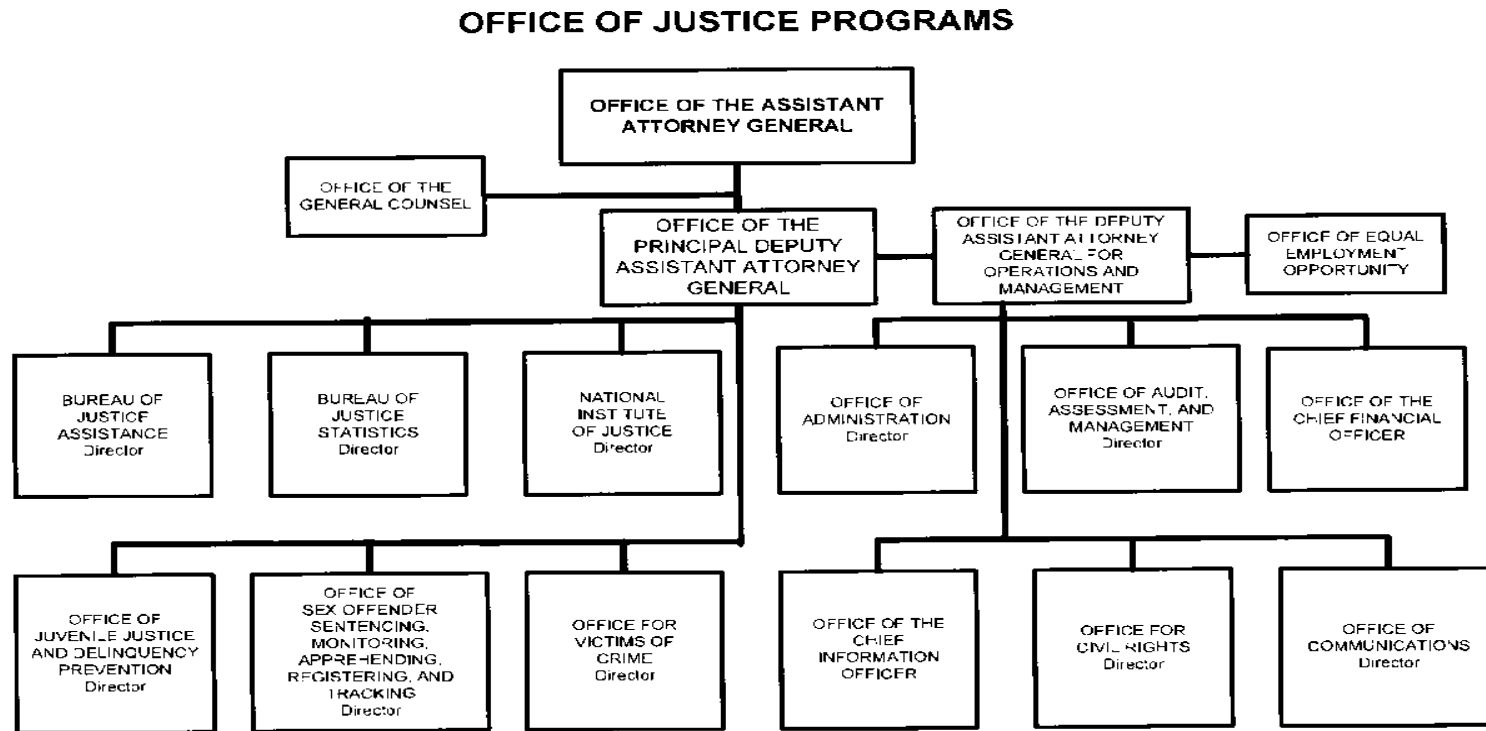 OFFICE OF JUSTICE PROGRAMS
OFFICE OF THE ASSISTANT
ATTORNEY GENERAL
OFFICE OF THE
GENERAL COUNSEL
OFFICE OF THE
PRINCIPAL DEPUTY
ASSISTANT ATTORNEY
GENERAL
OFFICE OF THE DEPUTY
ASSISTANT ATTORNEY
GENERAL FOR
OPERATIONS AND
MANAGEMENT
OFFICE OF EQUAL
EMPLOYMENT
OPPORTUNITY
BUREAU OF
JUSTICE
ASSISTANCE
Director
BUREAU OF
JUSTICE
STATISTICS
Director
NATIONAL
INSTITUTE
OF JUSTICE
Director
OFFICE OF
ADMINISTRATION
Director
OFFICE OF AUDIT,
ASSESSMENT, AND
MANAGEMENT
Director
OFFICE OF THE
CHIEF FINANCIAL
OFFICER
OFFICE OF
JUVENILE JUSTICE
AND DELINQUENCY
PREVENTION
Director
OFFICE OF
SEX OFFENDER
SENTENCING,
MONITORING,
APPREHENDING,
REGISTERING, AND
TRACKING
Director
OFFICE FOR
VICTIMS OF
CRIME
Director
OFFICE OF THE
CHIEF
INFORMATION
OFFICER
OFFICE FOR
CIVIL RIGHTS
Director
OFFICE OF
COMMUNICATIONS
Director